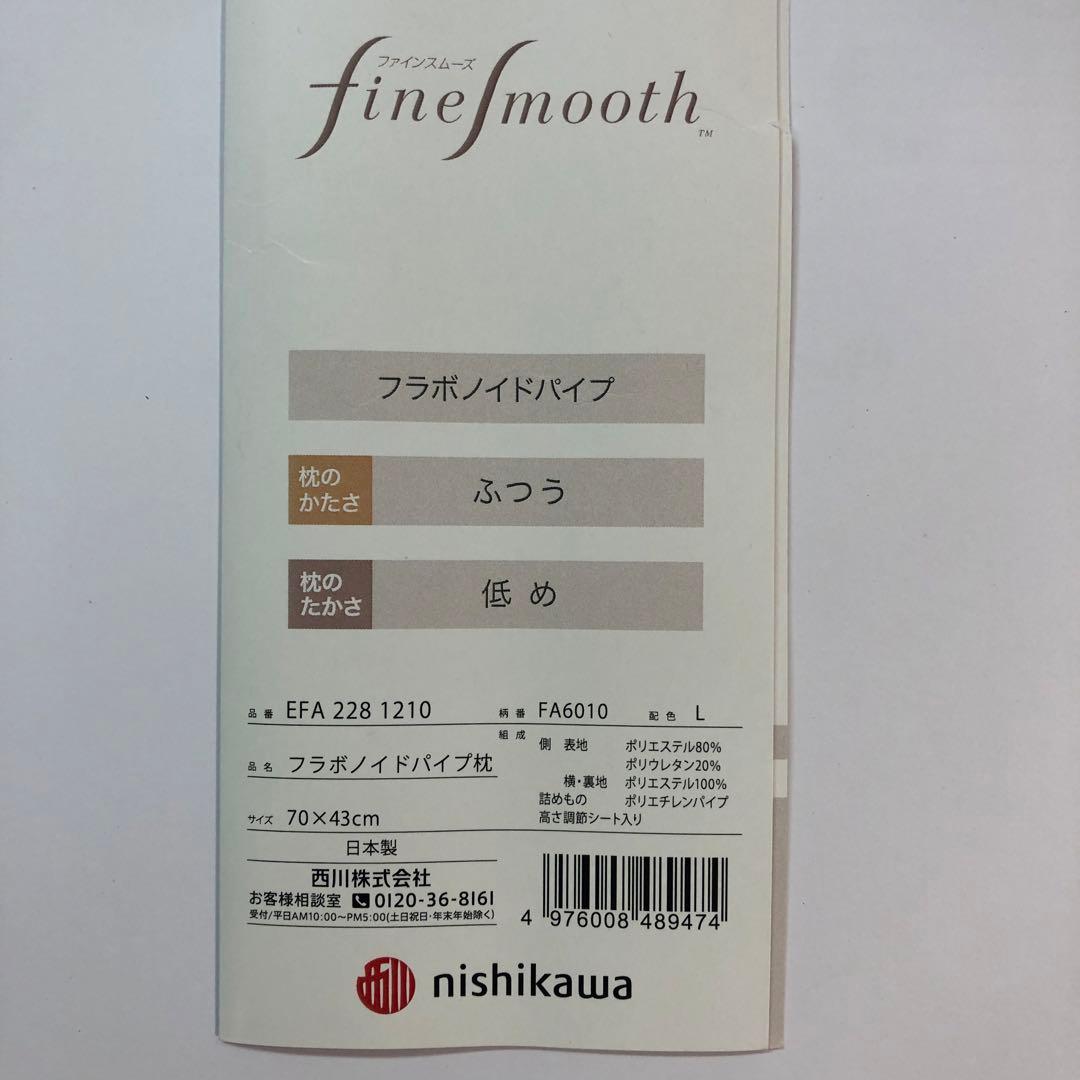 ファインスムーズ
fine Smooth™
フラボノイドパイプ
枕の
かたさ
ふつう
枕の
たかさ
低め
品番 EFA 228 1210 柄番 FA6010 配色 L
品名 フラボノイドパイプ枕
サイズ 70×43cm
組成
側 表地 ポリエステル80%
ポリウレタン20%
横・裏地 ポリエステル100%
詰めもの ポリエチレンパイプ
高さ調節シート入り
日本製
西川株式会社
お客様相談室 0120-36-8161
受付/平日AM10:00～PM5:00(土日祝日・年末年始除く)
4 976008 489474
西川 nishikawa